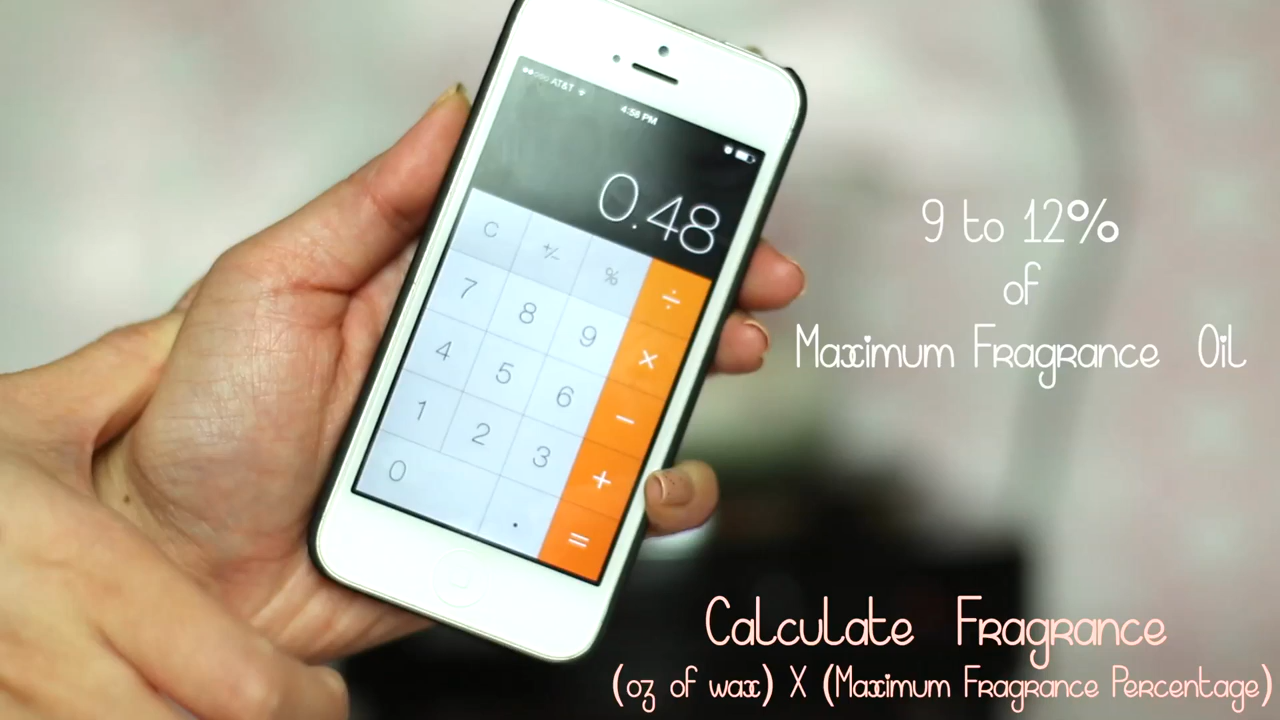 AT&T
4:58 PM
0.48
C +/- % ÷
7 8 9 ×
4 5 6 −
1 2 3 +
0 . =
9 to 12%
of
Maximum Fragrance Oil
Calculate Fragrance
(oz of wax) X (Maximum Fragrance Percentage)